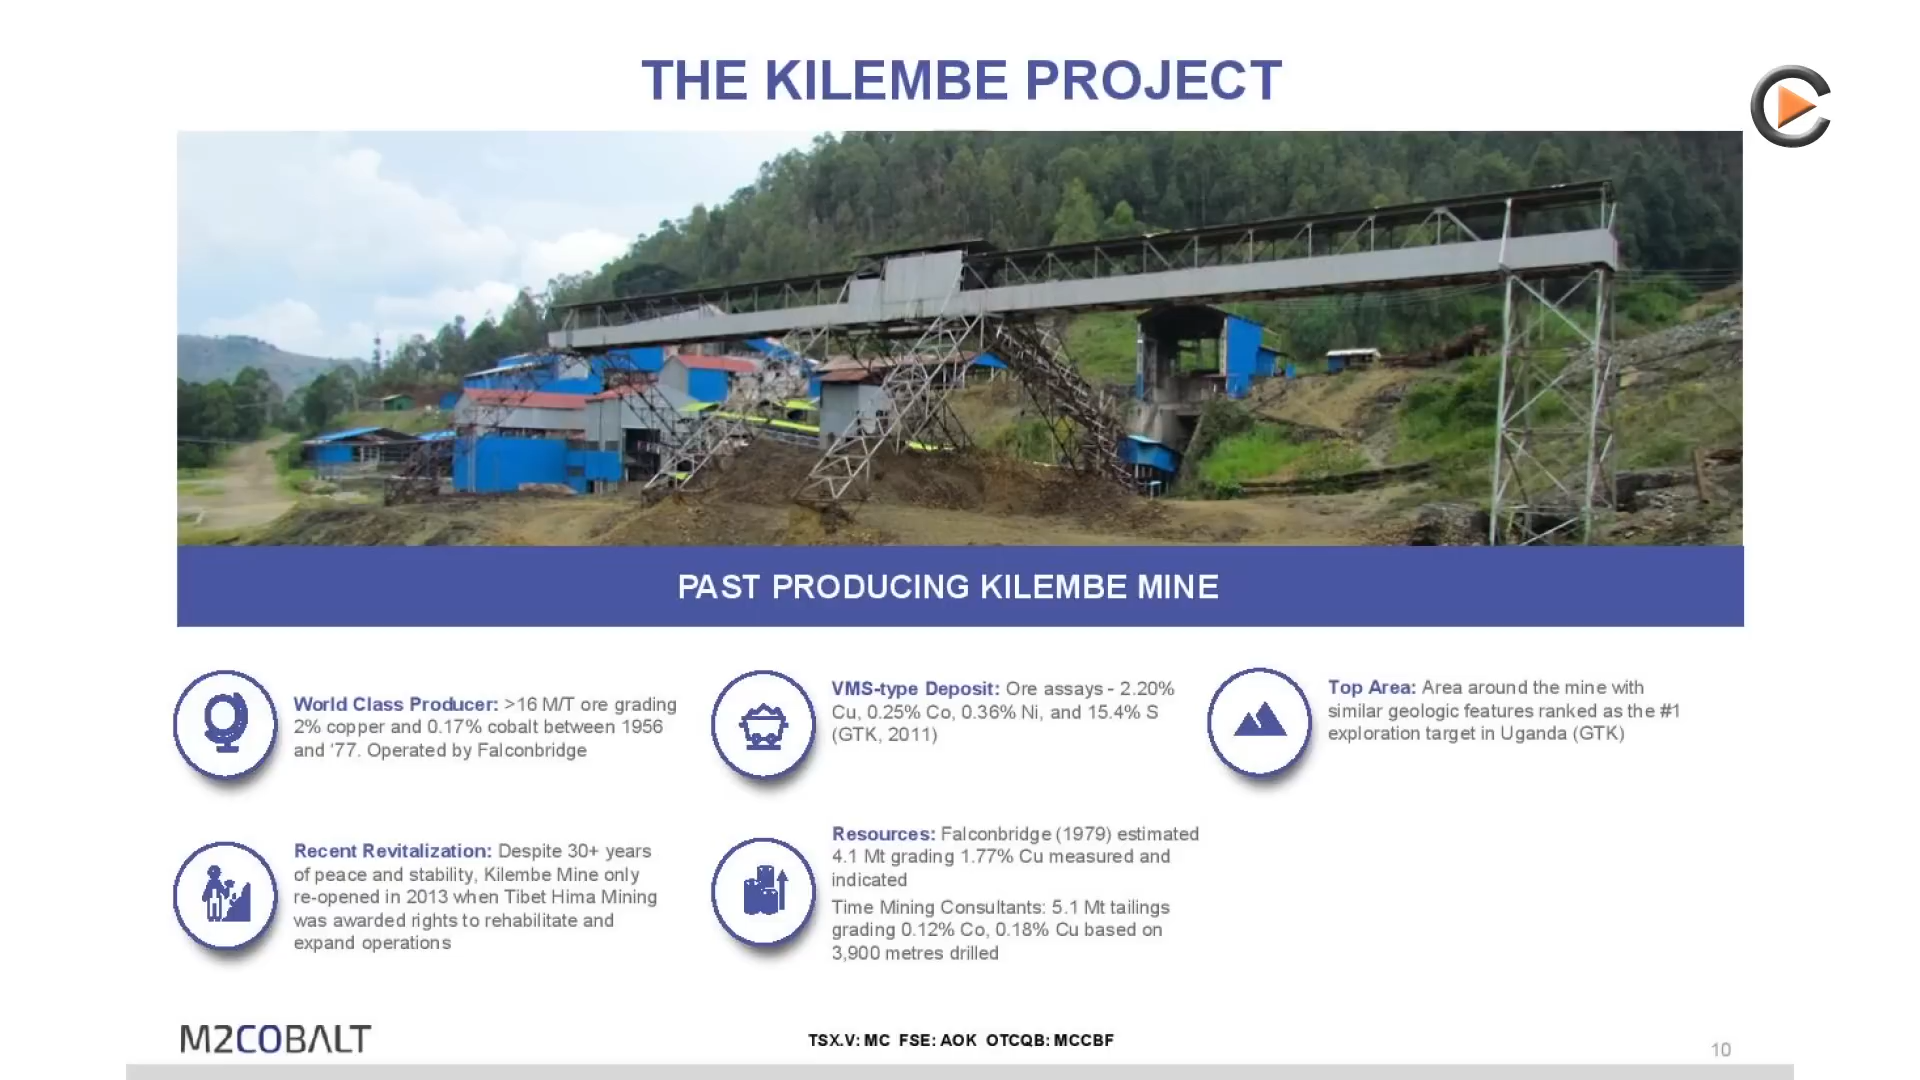 THE KILEMBE PROJECT
PAST PRODUCING KILEMBE MINE
World Class Producer: >16 M/T ore grading
2% copper and 0.17% cobalt between 1956
and ‘77. Operated by Falconbridge
VMS-type Deposit: Ore assays - 2.20%
Cu, 0.25% Co, 0.36% Ni, and 15.4% S
(GTK, 2011)
Top Area: Area around the mine with
similar geologic features ranked as the #1
exploration target in Uganda (GTK)
Recent Revitalization: Despite 30+ years
of peace and stability, Kilembe Mine only
re-opened in 2013 when Tibet Hima Mining
was awarded rights to rehabilitate and
expand operations
Resources: Falconbridge (1979) estimated
4.1 Mt grading 1.77% Cu measured and
indicated
Time Mining Consultants: 5.1 Mt tailings
grading 0.12% Co, 0.18% Cu based on
3,900 metres drilled
M2COBALT
TSX.V: MC FSE: AOK OTCQB: MCCBF
10